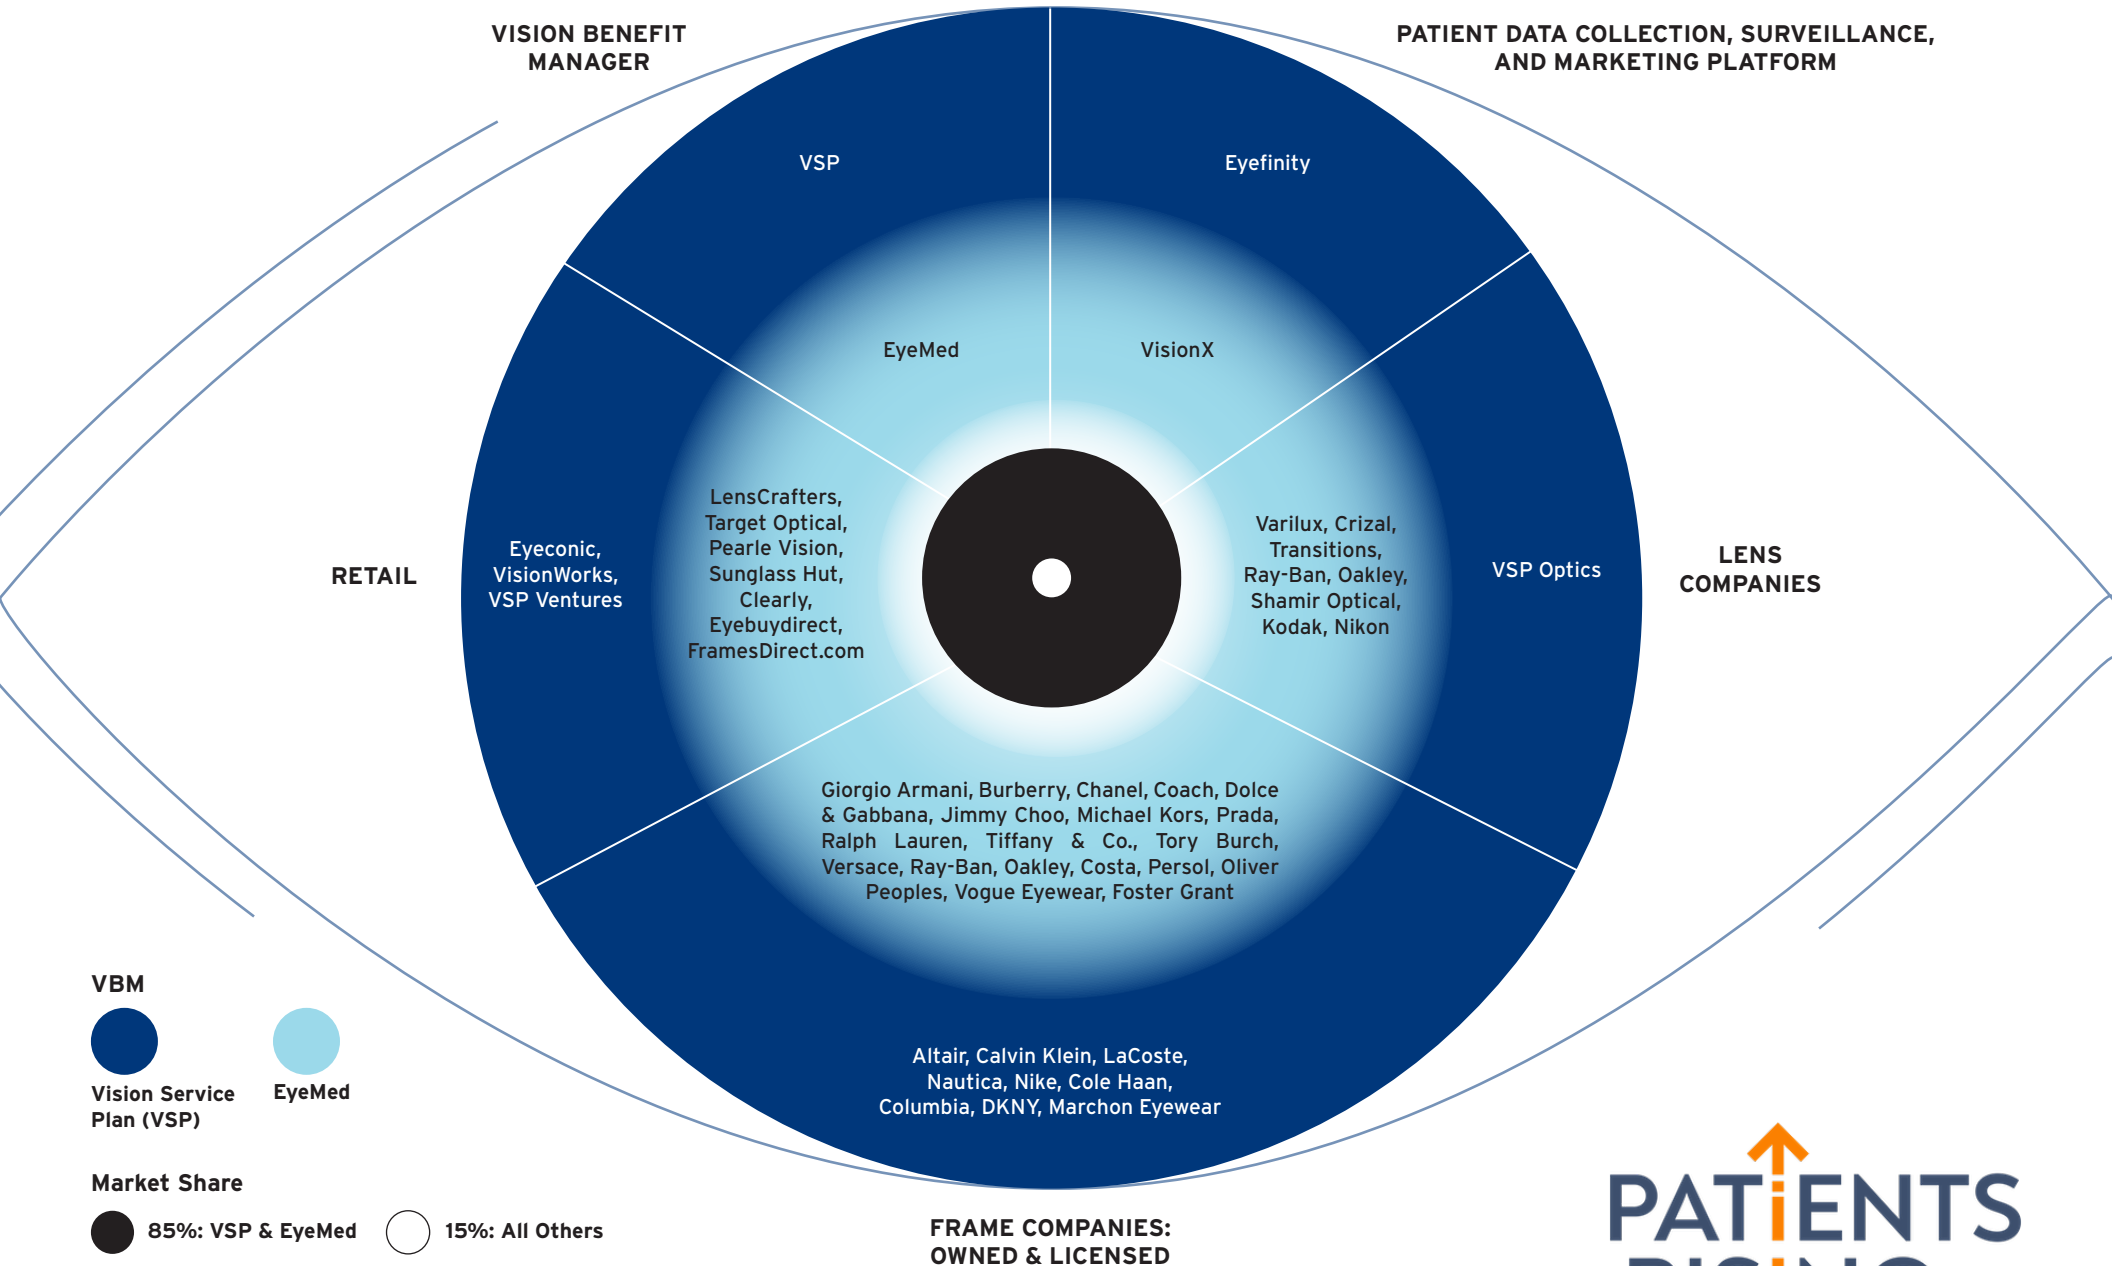 VISION BENEFIT
MANAGER
PATIENT DATA COLLECTION, SURVEILLANCE,
AND MARKETING PLATFORM
VSP
Eyefinity
EyeMed
VisionX
RETAIL
Eyeconic,
VisionWorks,
VSP Ventures
LensCrafters,
Target Optical,
Pearle Vision,
Sunglass Hut,
Clearly,
Eyebuydirect,
FramesDirect.com
Varilux, Crizal,
Transitions,
Ray-Ban, Oakley,
Shamir Optical,
Kodak, Nikon
VSP Optics
LENS
COMPANIES
Giorgio Armani, Burberry, Chanel, Coach, Dolce
& Gabbana, Jimmy Choo, Michael Kors, Prada,
Ralph Lauren, Tiffany & Co., Tory Burch,
Versace, Ray-Ban, Oakley, Costa, Persol, Oliver
Peoples, Vogue Eyewear, Foster Grant
Altair, Calvin Klein, LaCoste,
Nautica, Nike, Cole Haan,
Columbia, DKNY, Marchon Eyewear
FRAME COMPANIES:
OWNED & LICENSED
VBM
Vision Service
Plan (VSP)
EyeMed
Market Share
85%: VSP & EyeMed
15%: All Others
PATIENTS
RISING